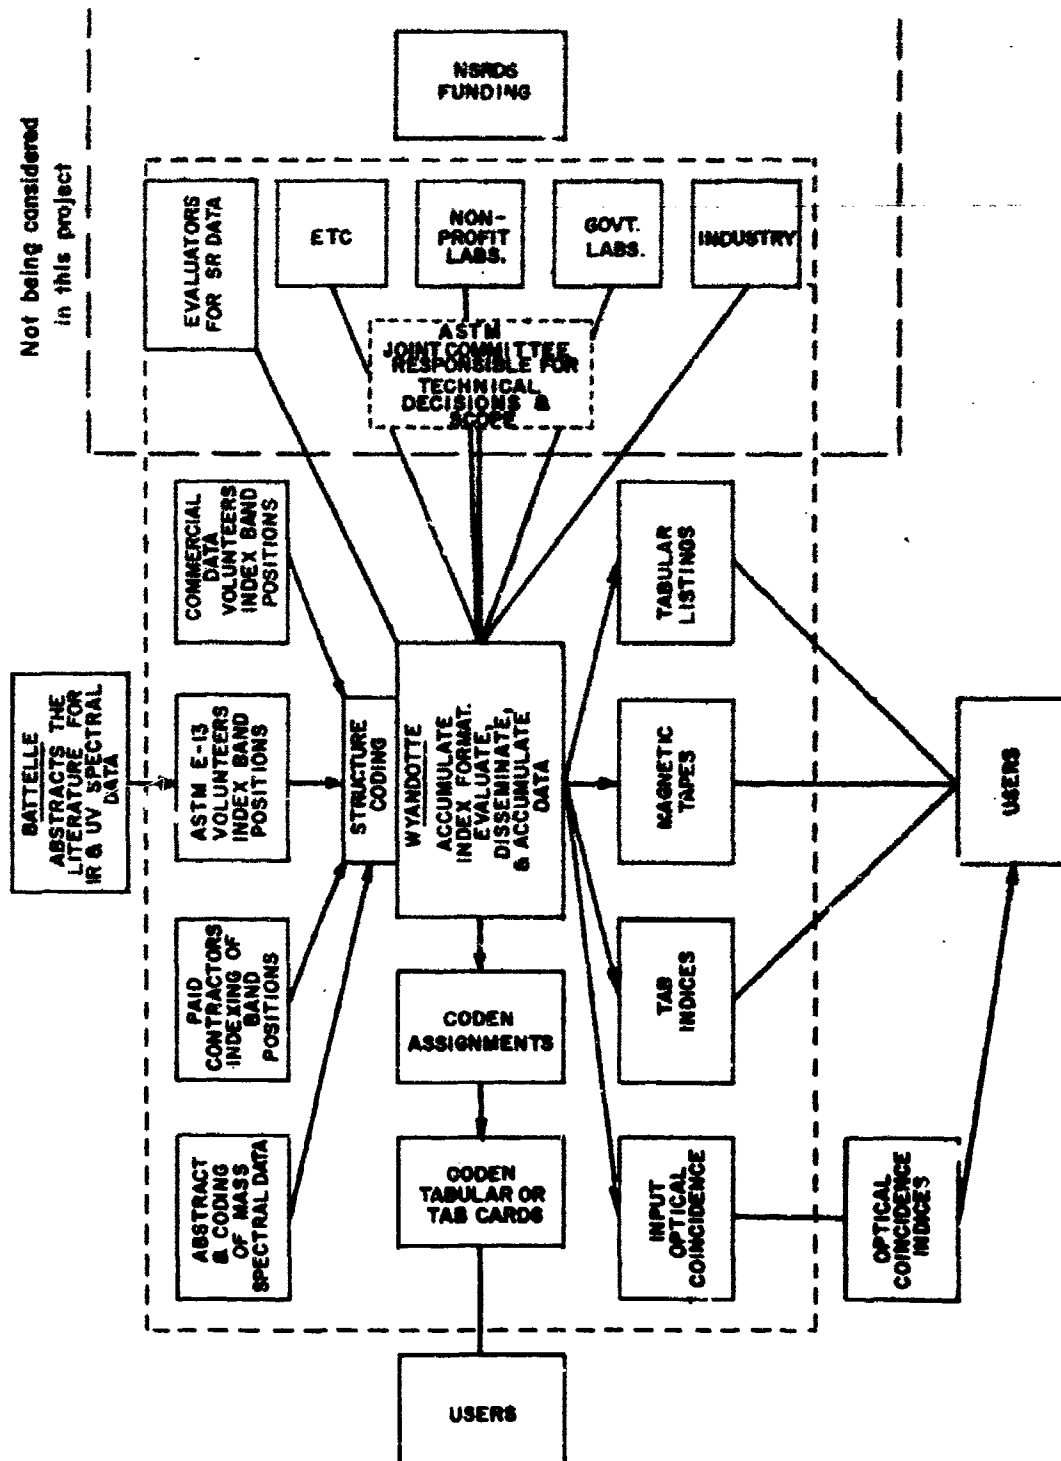 Not being considered
in this project
NSRDS
FUNDING
EVALUATORS
FOR SR DATA
ETC
NON-
PROFIT
LABS.
GOVT.
LABS.
INDUSTRY
ASTM
JOINT COMMITTEE
RESPONSIBLE FOR
TECHNICAL
DECISIONS &
SCOPE
BATTELLE
ABSTRACTS THE
LITERATURE FOR
IR & UV SPECTRAL
DATA
COMMERCIAL
DATA
VOLUNTEERS
INDEX BAND
POSITIONS
ASTM E-13
VOLUNTEERS
INDEX BAND
POSITIONS
PAID
CONTRACTORS
INDEXING OF
BAND
POSITIONS
ABSTRACT
& CODING
OF MASS
SPECTRAL DATA
STRUCTURE
CODING
WYANDOTTE
ACCUMULATE
INDEX FORMAT.
EVALUATE,
DISSEMINATE,
& ACCUMULATE
DATA
CODEN
ASSIGNMENTS
CODEN
TABULAR OR
TAB CARDS
USERS
TABULAR
LISTINGS
MAGNETIC
TAPES
TAB
INDICES
INPUT
OPTICAL
COINCIDENCE
OPTICAL
COINCIDENCE
INDICES
USERS